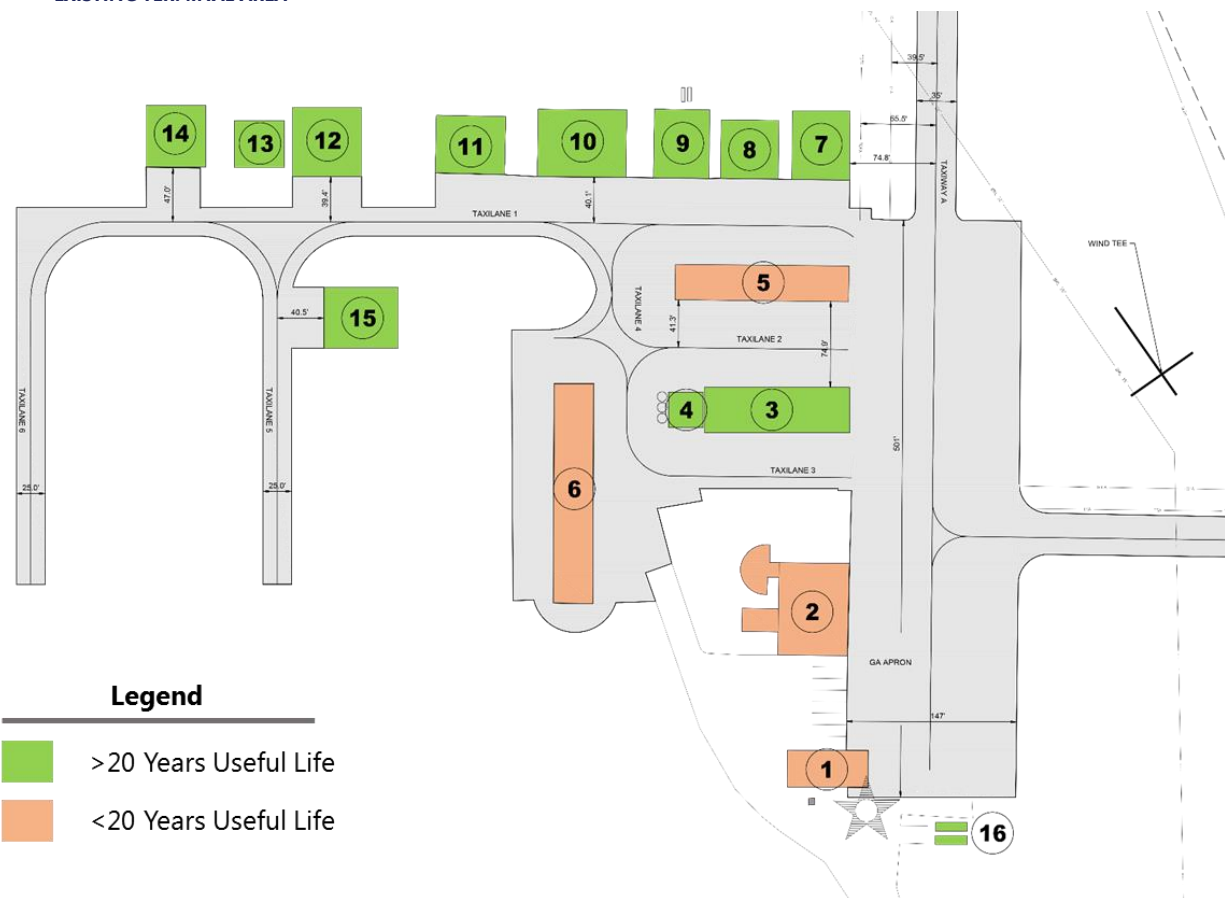 39.5'
35'
65.5'
74.8'
TAXIWAY A
14
13
12
11
10
9
8
7
47.0'
39.4'
40.1'
TAXILANE 1
WIND TEE
5
TAXILANE 4
41.3'
TAXILANE 2
74.9'
40.5'
15
4
3
TAXILANE 6
TAXILANE 5
501'
TAXILANE 3
25.0'
25.0'
6
2
GA APRON
147'
1
16
Legend
>20 Years Useful Life
<20 Years Useful Life